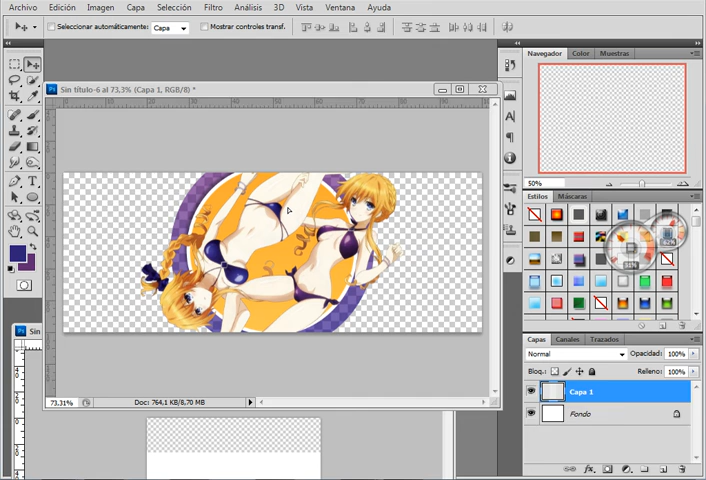 Archivo Edición Imagen Capa Selección Filtro Análisis 3D Vista Ventana Ayuda
Seleccionar automáticamente: Capa Mostrar controles transf.
Navegador Color Muestras
Sin título-6 al 73,3% (Capa 1, RGB/8) *
50%
Estilos Máscaras
Capas Canales Trazados
Normal Opacidad: 100%
Bloq.: Relleno: 100%
Capa 1
Fondo
73,31% Doc: 764,1 KB/8,70 MB
Sin